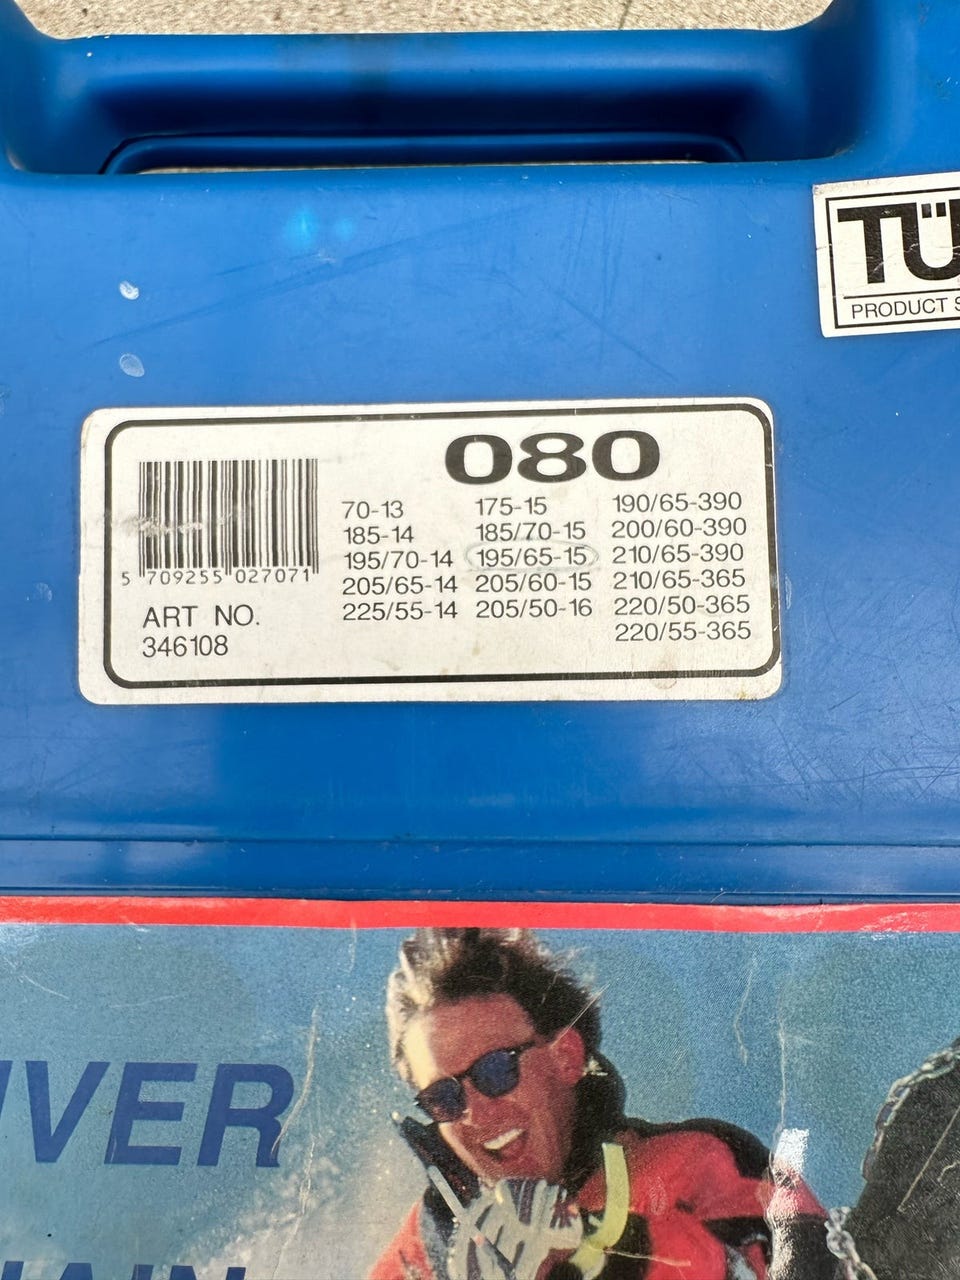 TÜ
PRODUCT S
080
70-13 175-15 190/65-390
185-14 185/70-15 200/60-390
195/70-14 195/65-15 210/65-390
205/65-14 205/60-15 210/65-365
225/55-14 205/50-16 220/50-365
220/55-365
5 709255 027071
ART NO.
346108
IVER